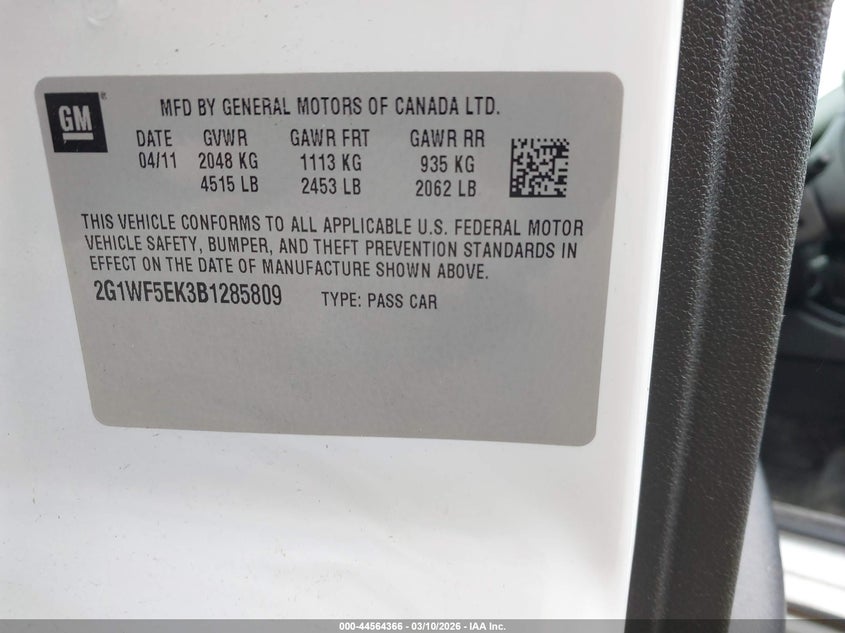 GM
MFD BY GENERAL MOTORS OF CANADA LTD.
DATE GVWR GAWR FRT GAWR RR
04/11 2048 KG 1113 KG 935 KG
4515 LB 2453 LB 2062 LB
THIS VEHICLE CONFORMS TO ALL APPLICABLE U.S. FEDERAL MOTOR
VEHICLE SAFETY, BUMPER, AND THEFT PREVENTION STANDARDS IN
EFFECT ON THE DATE OF MANUFACTURE SHOWN ABOVE.
2G1WF5EK3B1285809 TYPE: PASS CAR
000-44564366 - 03/10/2026 - IAA Inc.